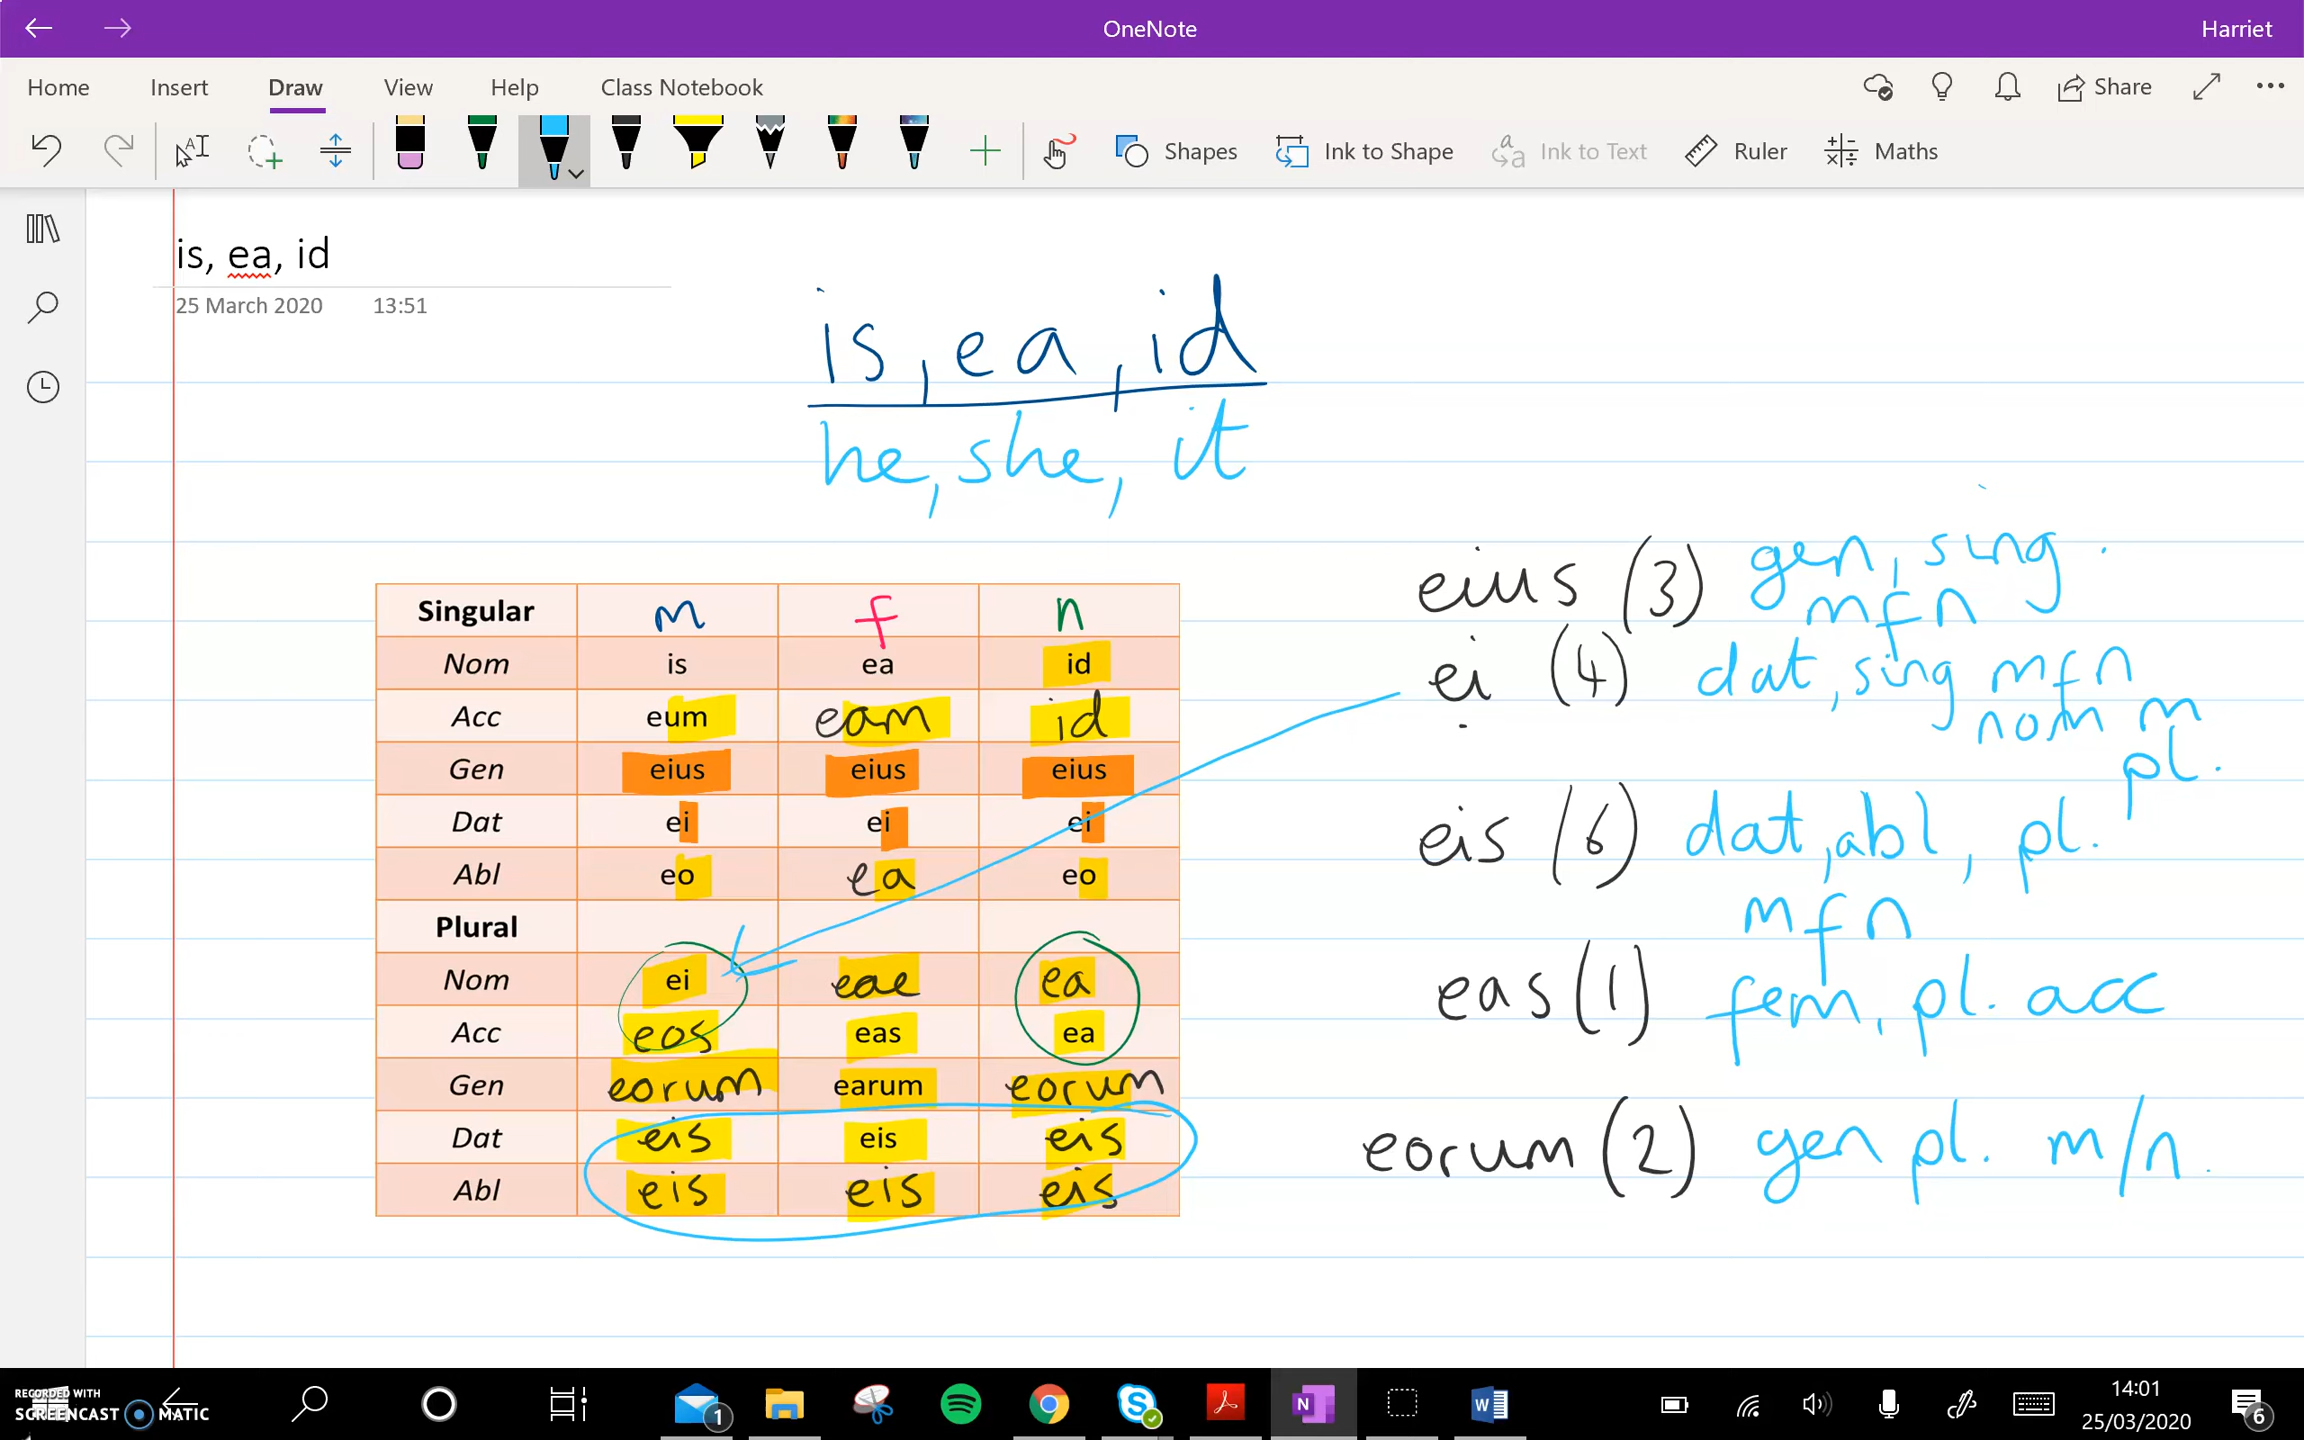 OneNote
Harriet
Home Insert Draw View Help Class Notebook
Share
Shapes Ink to Shape Ink to Text Ruler Maths
is, ea, id
25 March 2020 13:51
is, ea, id
he, she, it
Singular m f n
Nom is ea id
Acc eum eam id
Gen eius eius eius
Dat ei ei ei
Abl eo ea eo
Plural
Nom ei eae ea
Acc eos eas ea
Gen eorum earum eorum
Dat eis eis eis
Abl eis eis eis
eius (3) gen, sing.
m f n
ei (4) dat, sing m f n
nom m
pl.
eis (6) dat, abl, pl.
m f n
eas (1) fem, pl. acc
eorum (2) gen pl. m/n.
RECORDED WITH
SCREENCAST MATIC
1
14:01
25/03/2020
6